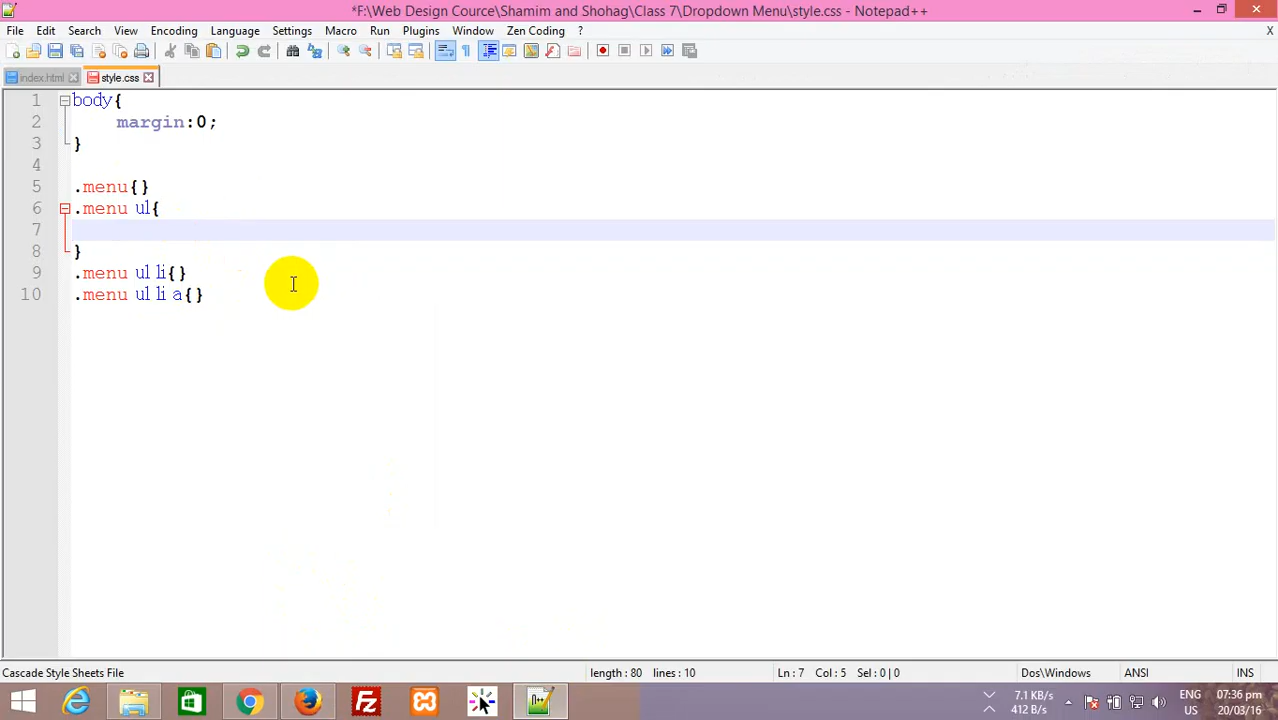 *F:\Web Design Cource\Shamim and Shohag\Class 7\Dropdown Menu\style.css - Notepad++
File Edit Search View Encoding Language Settings Macro Run Plugins Window Zen Coding ? X
index.html style.css
1 body{
2 margin:0;
3 }
4
5 .menu{}
6 .menu ul{
7
8 }
9 .menu ul li{}
10 .menu ul li a{}
Cascade Style Sheets File length : 80 lines : 10 Ln : 7 Col : 5 Sel : 0 | 0 Dos\Windows ANSI INS
7.1 KB/s ENG 07:36 pm
412 B/s US 20/03/16